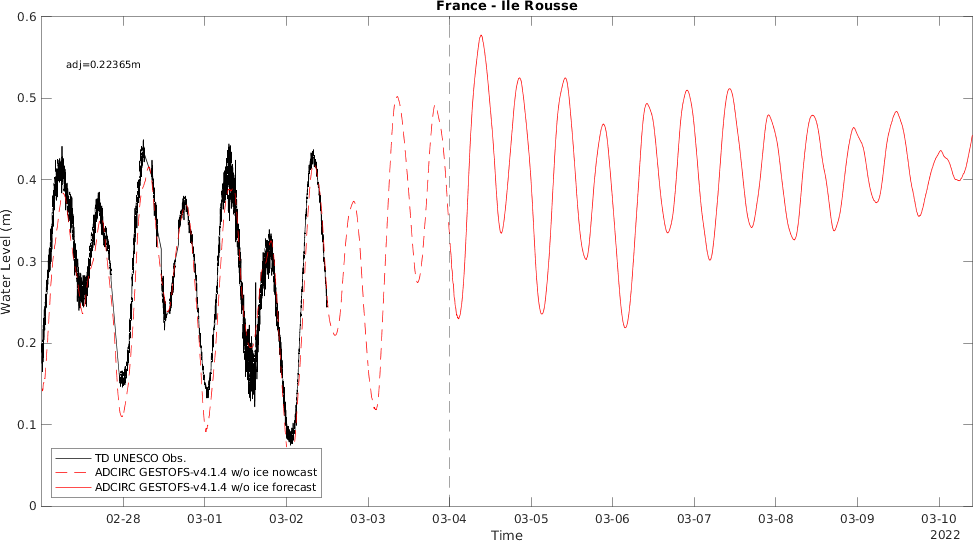 France - Ile Rousse
adj=0.22365m
Water Level (m)
0.6
0.5
0.4
0.3
0.2
0.1
0
TD UNESCO Obs.
ADCIRC GESTOFS-v4.1.4 w/o ice nowcast
ADCIRC GESTOFS-v4.1.4 w/o ice forecast
02-28 03-01 03-02 03-03 03-04 03-05 03-06 03-07 03-08 03-09 03-10
Time
2022